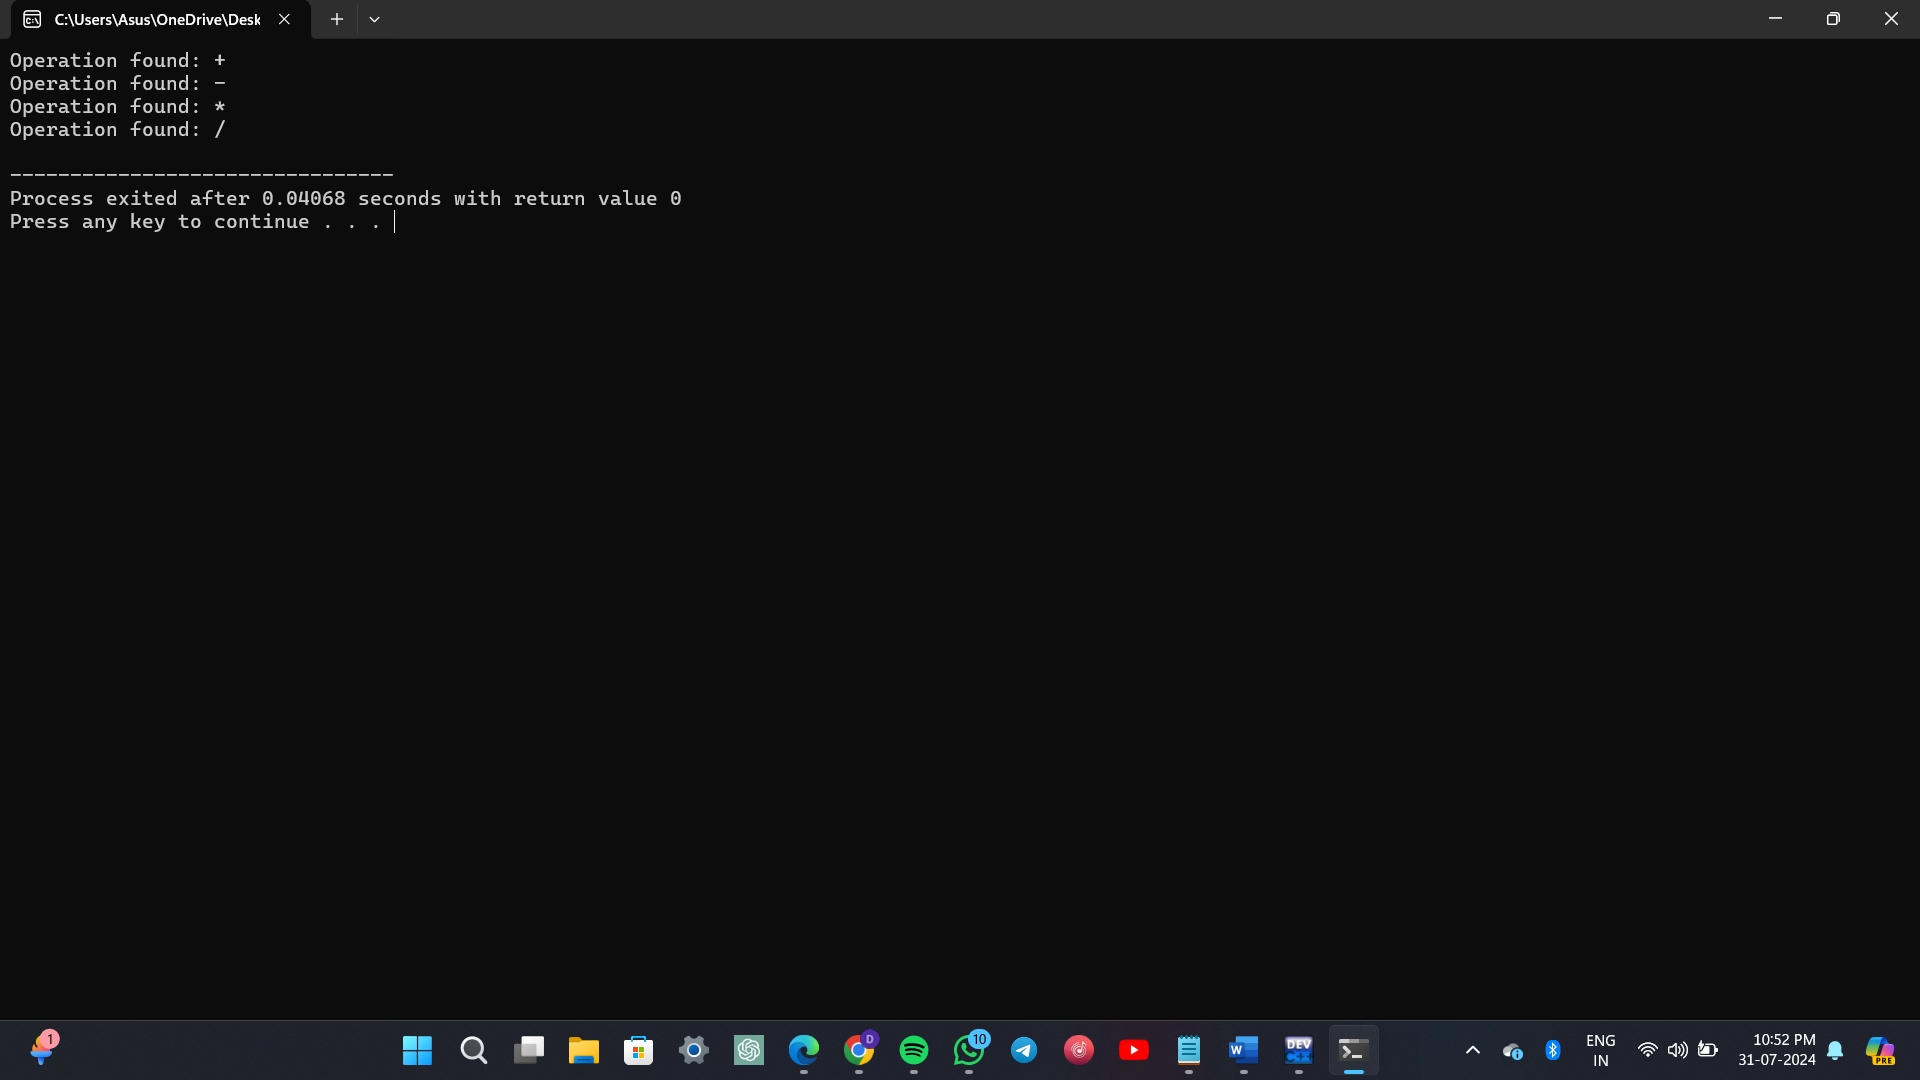 C:\Users\Asus\OneDrive\Desk
Operation found: +
Operation found: -
Operation found: *
Operation found: /
--------------------------------
Process exited after 0.04068 seconds with return value 0
Press any key to continue . . .
1
D
10
W
DEV
C++
ENG
IN
10:52 PM
31-07-2024
PRE